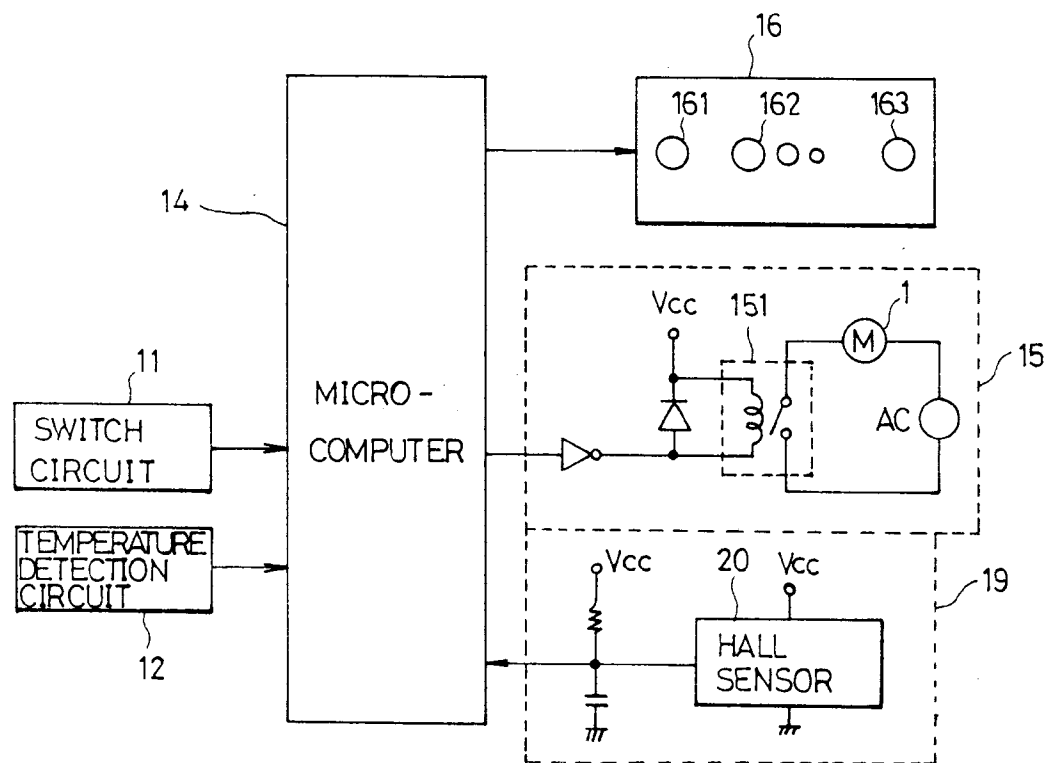 16
161
162
163
14
MICRO-
COMPUTER
11
SWITCH
CIRCUIT
TEMPERATURE
DETECTION
CIRCUIT
12
Vcc
151
1
M
AC
15
Vcc
20
Vcc
HALL
SENSOR
19